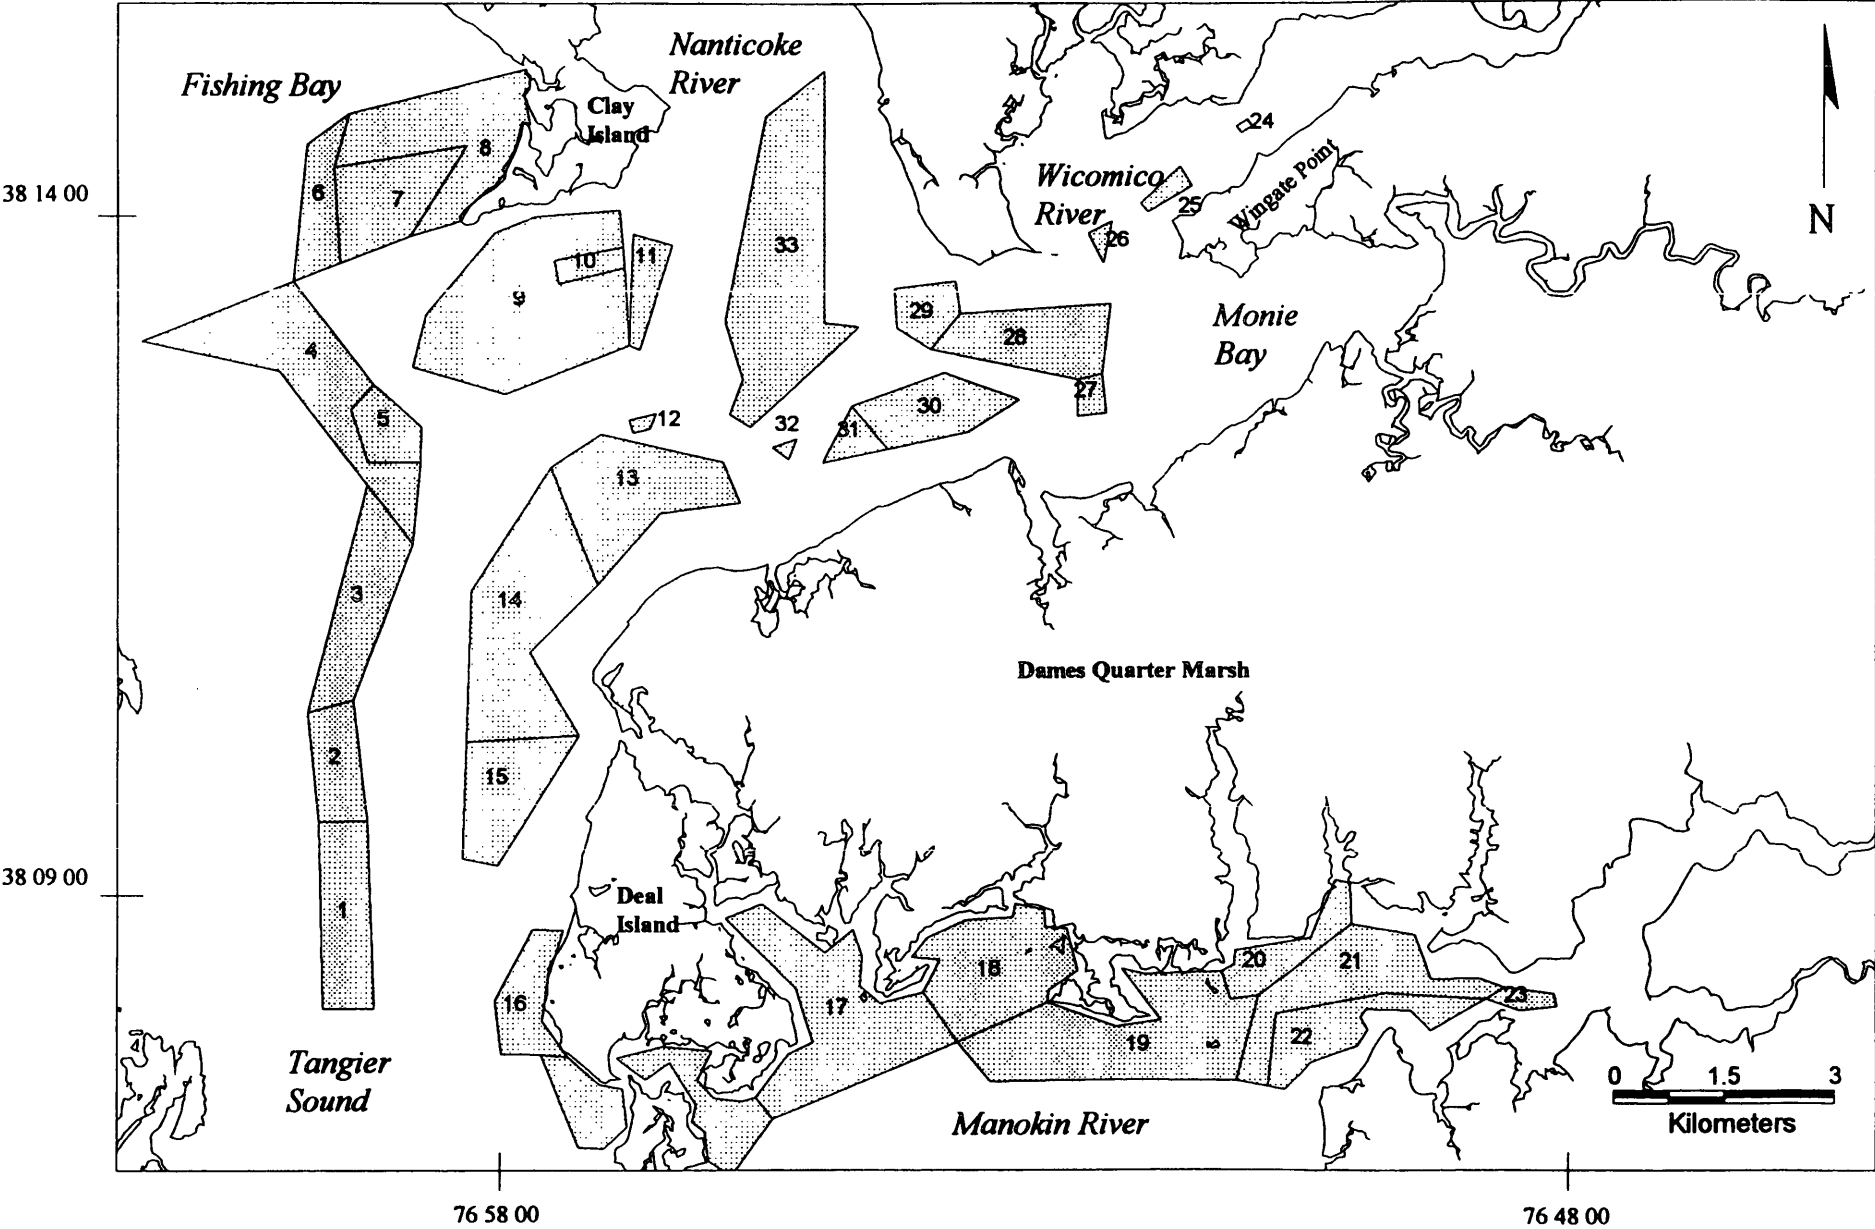 Nanticoke
River
Fishing Bay
Clay
Island
8
6
7
38 14 00
24
Wicomico
River
25
Wingate Point
26
N
33
10
11
9
4
29
28
Monie
Bay
27
5
12
32
31
30
13
3
14
Dames Quarter Marsh
2
15
38 09 00
1
Deal
Island
16
17
18
20
21
23
19
22
Tangier
Sound
Manokin River
0 1.5 3
Kilometers
76 58 00
76 48 00